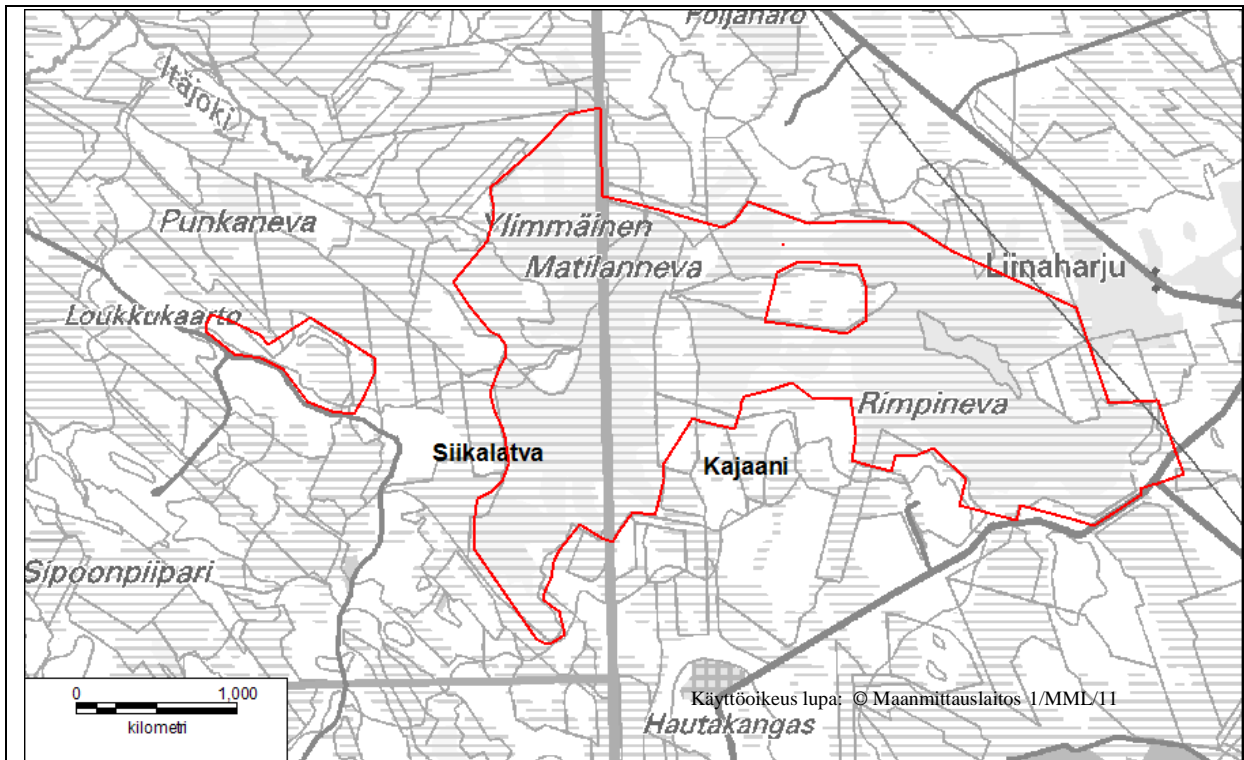 Poljänaro
Itäjoki
Punkaneva
Ylimmäinen
Matilanneva
Liinaharju
Loukkukaarto
Rimpineva
Siikalatva
Kajaani
Sipoonpiipari
0 1,000
kilometri
Käyttöoikeus lupa: © Maanmittauslaitos 1/MML/11
Hautakangas